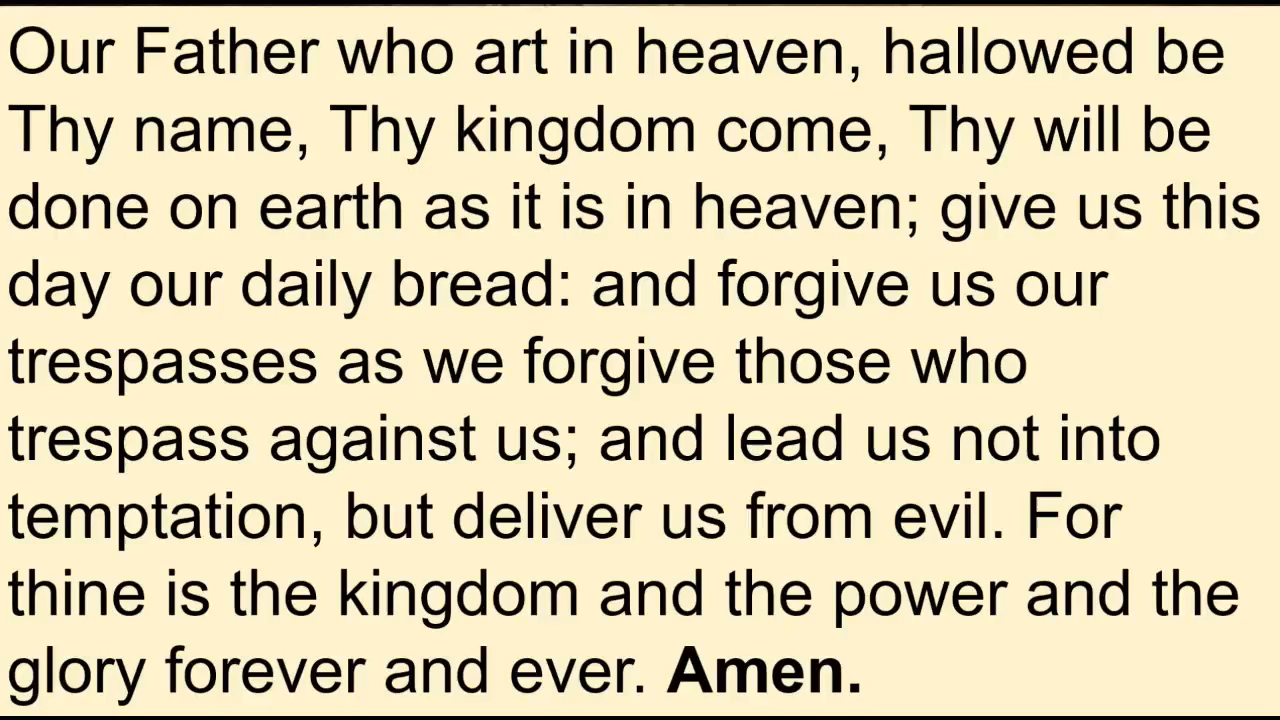 Our Father who art in heaven, hallowed be
Thy name, Thy kingdom come, Thy will be
done on earth as it is in heaven; give us this
day our daily bread: and forgive us our
trespasses as we forgive those who
trespass against us; and lead us not into
temptation, but deliver us from evil. For
thine is the kingdom and the power and the
glory forever and ever. Amen.